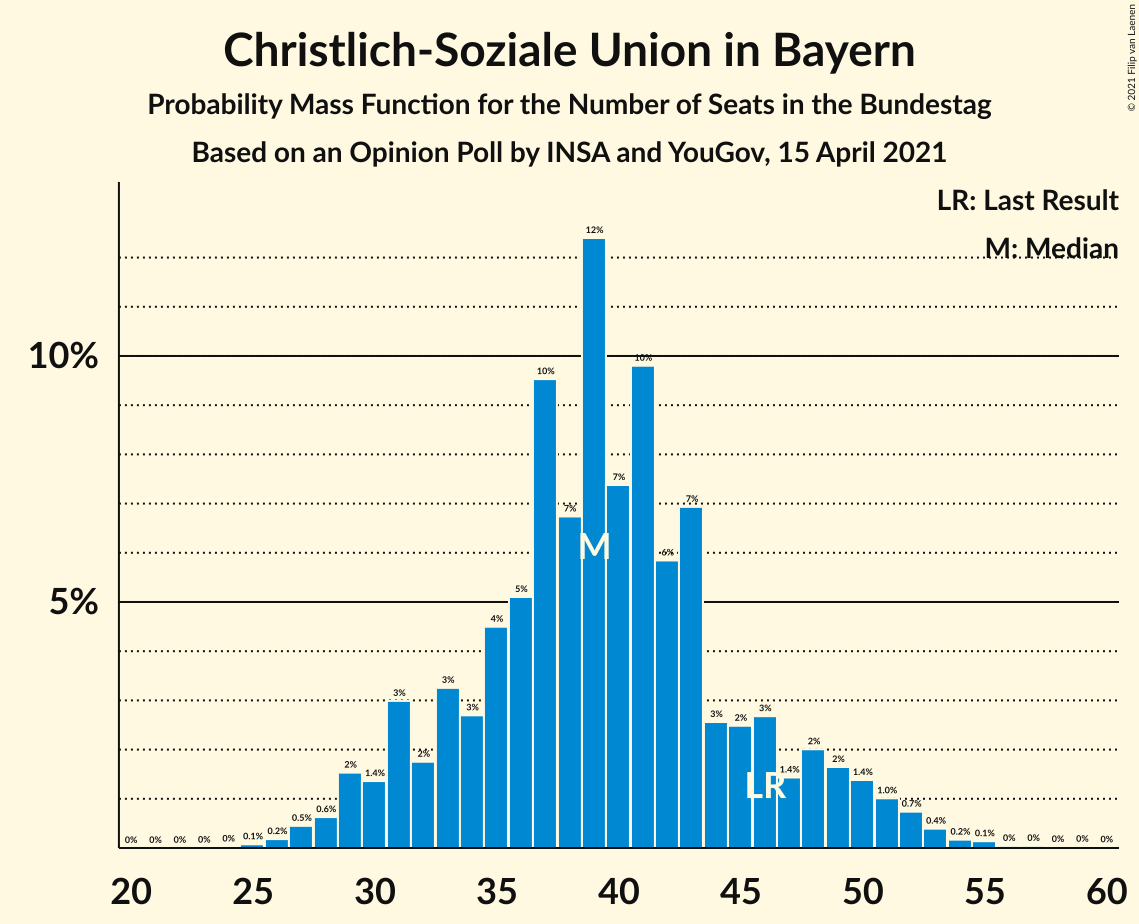 Christlich-Soziale Union in Bayern
Probability Mass Function for the Number of Seats in the Bundestag
Based on an Opinion Poll by INSA and YouGov, 15 April 2021
© 2021 Filip van Laenen
LR: Last Result
M: Median
10%
5%
0% 0% 0% 0% 0% 0.1% 0.2% 0.5% 0.6% 2% 1.4% 3% 2% 3% 3% 4% 5% 10% 7% 12% 7% 10% 6% 7% 3% 2% 3% 1.4% 2% 2% 1.4% 1.0% 0.7% 0.4% 0.2% 0.1% 0% 0% 0% 0% 0%
M
LR
20 25 30 35 40 45 50 55 60